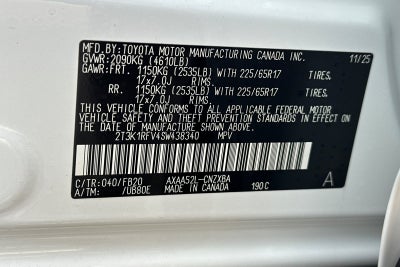 MFD.BY:TOYOTA MOTOR MANUFACTURING CANADA INC. 11/25
GVWR: 2090KG (4610LB)
GAWR: FRT. 1150KG (2535LB) WITH 225/65R17 TIRES.
17x7.0J RIMS.
RR. 1150KG (2535LB) WITH 225/65R17 TIRES.
17x7.0J RIMS.
THIS VEHICLE CONFORMS TO ALL APPLICABLE FEDERAL MOTOR
VEHICLE SAFETY AND THEFT PREVENTION STANDARDS IN EFFECT
ON THE DATE OF MANUFACTURE SHOWN ABOVE.
2T3K1RFV4SW438340 MPV
C/TR:040/FB20 AXAA52L-CNZXBA A
/UB80E MADE IN CANADA 190C